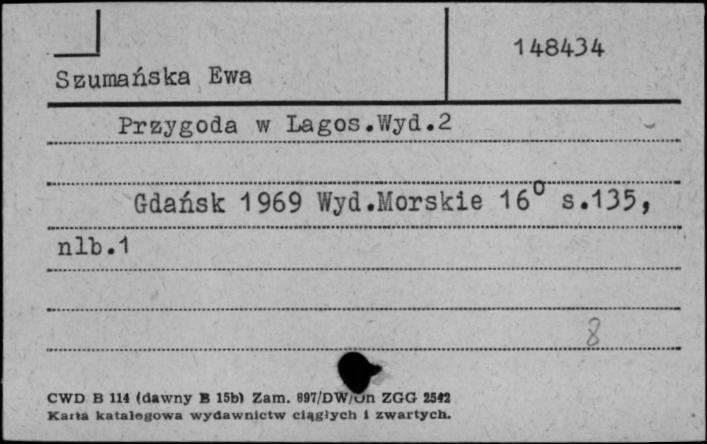 148434
Szumańska Ewa
Przygoda w Lagos.Wyd.2
Gdańsk 1969 Wyd.Morskie 16° s.135,
nlb.1
8
CWD B 114 (dawny B 15b) Zam. 897/DW/On ZGG 2542
Karta katalogowa wydawnictw ciągłych i zwartych.